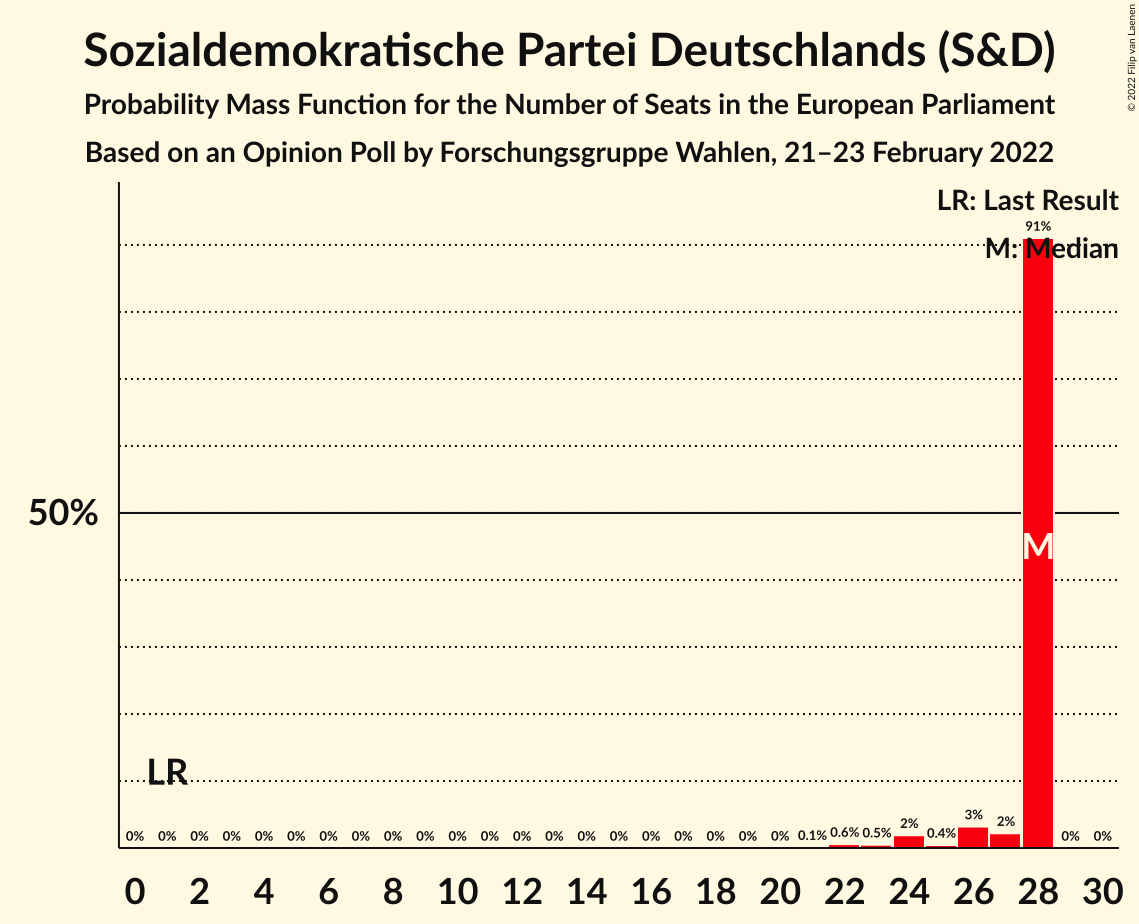 Sozialdemokratische Partei Deutschlands (S&D)
Probability Mass Function for the Number of Seats in the European Parliament
Based on an Opinion Poll by Forschungsgruppe Wahlen, 21–23 February 2022
© 2022 Filip van Laenen
LR: Last Result
91%
M: Median
50%
M
LR
0% 0% 0% 0% 0% 0% 0% 0% 0% 0% 0% 0% 0% 0% 0% 0% 0% 0% 0% 0% 0% 0.1% 0.6% 0.5% 2% 0.4% 3% 2% 0% 0%
0 2 4 6 8 10 12 14 16 18 20 22 24 26 28 30